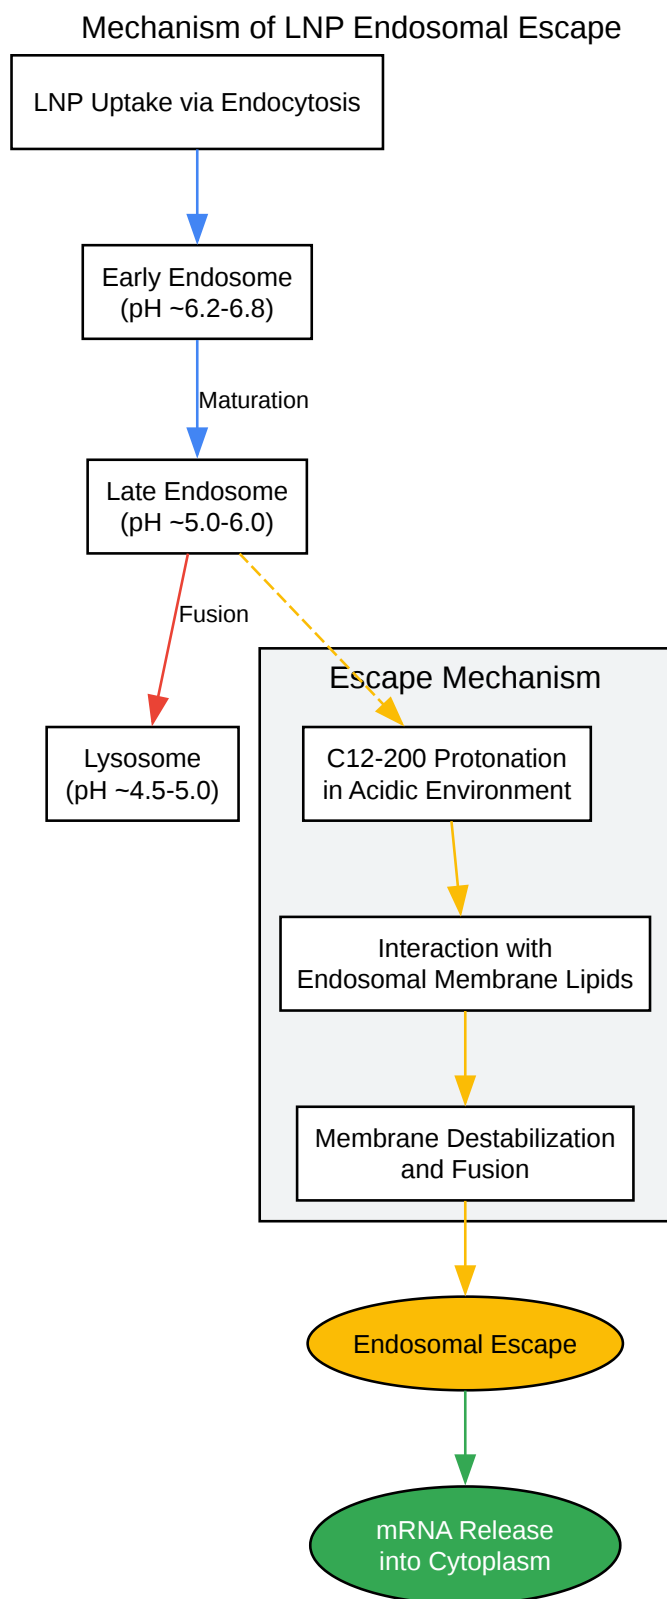 Mechanism of LNP Endosomal Escape
LNP Uptake via Endocytosis
Early Endosome
(pH ~6.2-6.8)
Maturation
Late Endosome
(pH ~5.0-6.0)
Fusion
Escape Mechanism
Lysosome
(pH ~4.5-5.0)
C12-200 Protonation
in Acidic Environment
Interaction with
Endosomal Membrane Lipids
Membrane Destabilization
and Fusion
Endosomal Escape
mRNA Release
into Cytoplasm